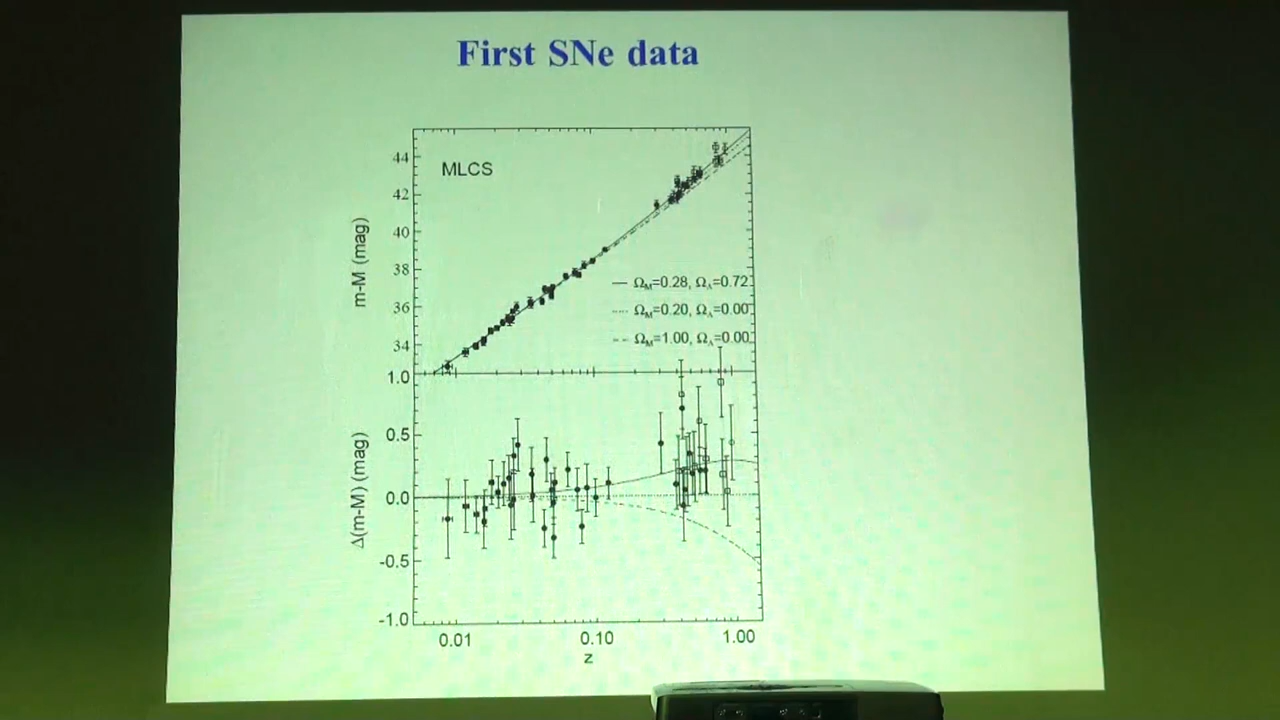 First SNe data
MLCS
44
42
40
38
36
34
m-M (mag)
Ω_M=0.28, Ω_Λ=0.72
Ω_M=0.20, Ω_Λ=0.00
Ω_M=1.00, Ω_Λ=0.00
1.0
0.5
0.0
-0.5
-1.0
Δ(m-M) (mag)
0.01 0.10 1.00
z